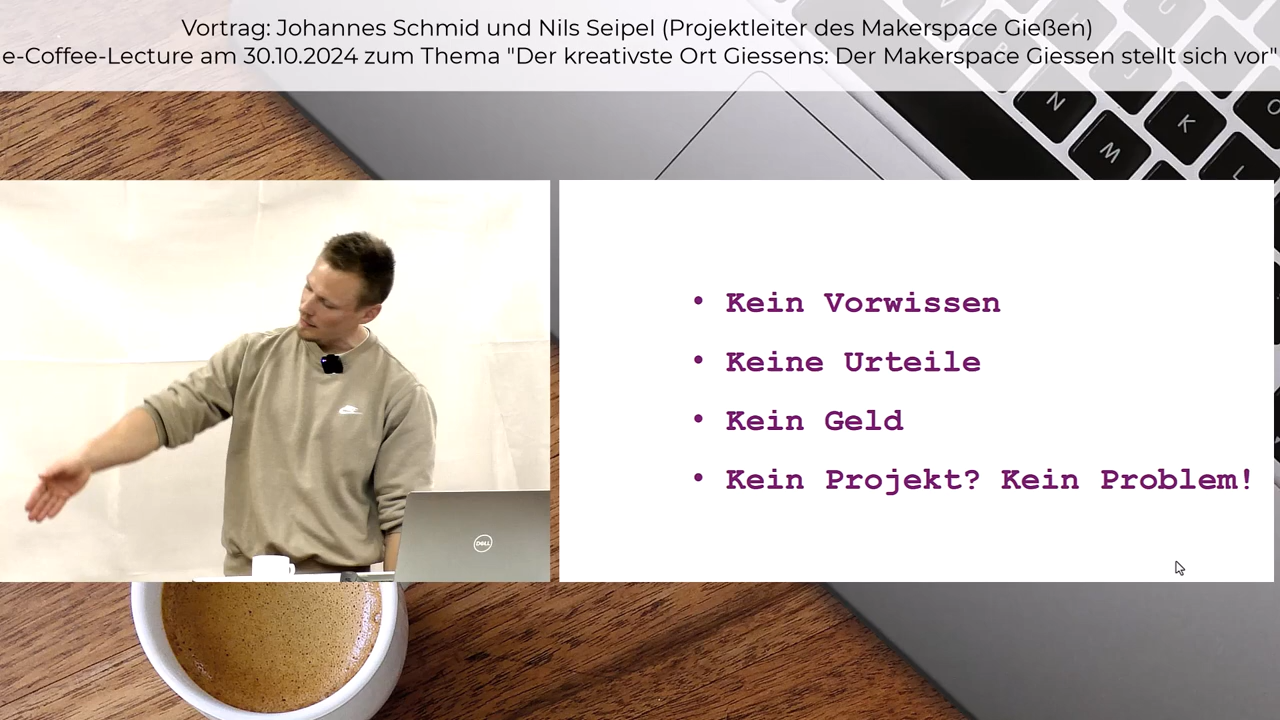 Vortrag: Johannes Schmid und Nils Seipel (Projektleiter des Makerspace Gießen)
e-Coffee-Lecture am 30.10.2024 zum Thema "Der kreativste Ort Giessens: Der Makerspace Giessen stellt sich vor"
• Kein Vorwissen
• Keine Urteile
• Kein Geld
• Kein Projekt? Kein Problem!
DELL
N
M
J
K
L
U
O